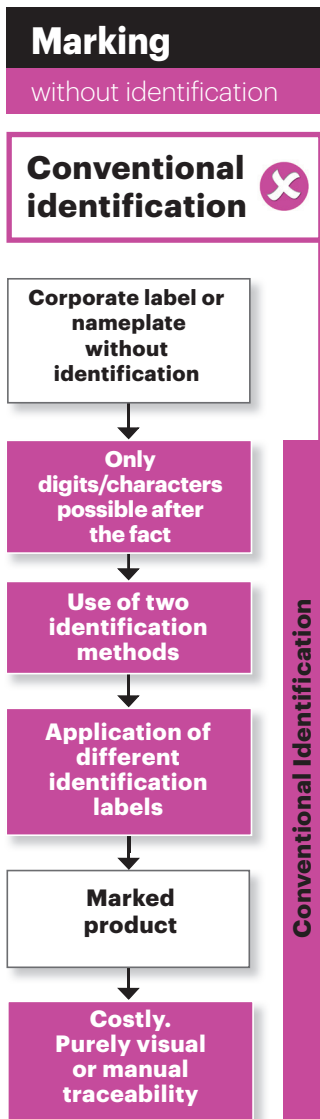 Marking
without identification
Conventional
identification
Corporate label or
nameplate
without
identification
Only
digits/characters
possible after
the fact
Use of two
identification
methods
Application of
different
identification
labels
Marked
product
Costly.
Purely visual
or manual
traceability
Conventional Identification